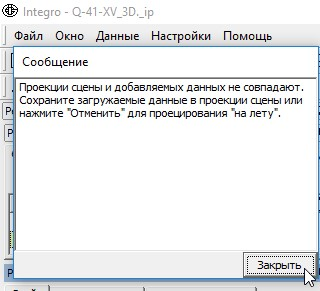 Integro - Q-41-XV_3D._ip
Файл Окно Данные Настройки Помощь
Сообщение
Проекции сцены и добавляемых данных не совпадают.
Сохраните загружаемые данные в проекции сцены или
нажмите "Отменить" для проецирования "на лету".
Закрыть